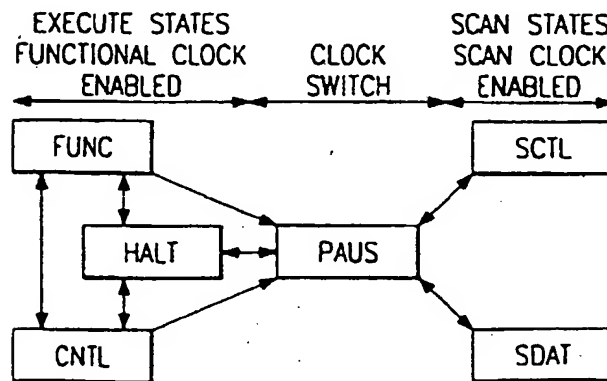 EXECUTE STATES
FUNCTIONAL CLOCK
ENABLED
CLOCK
SWITCH
SCAN STATES
SCAN CLOCK
ENABLED
FUNC
SCTL
HALT
PAUS
CNTL
SDAT